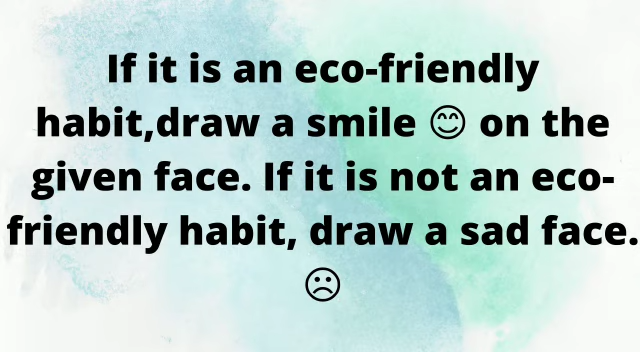 If it is an eco-friendly
habit,draw a smile 😊 on the
given face. If it is not an eco-
friendly habit, draw a sad face.
☹